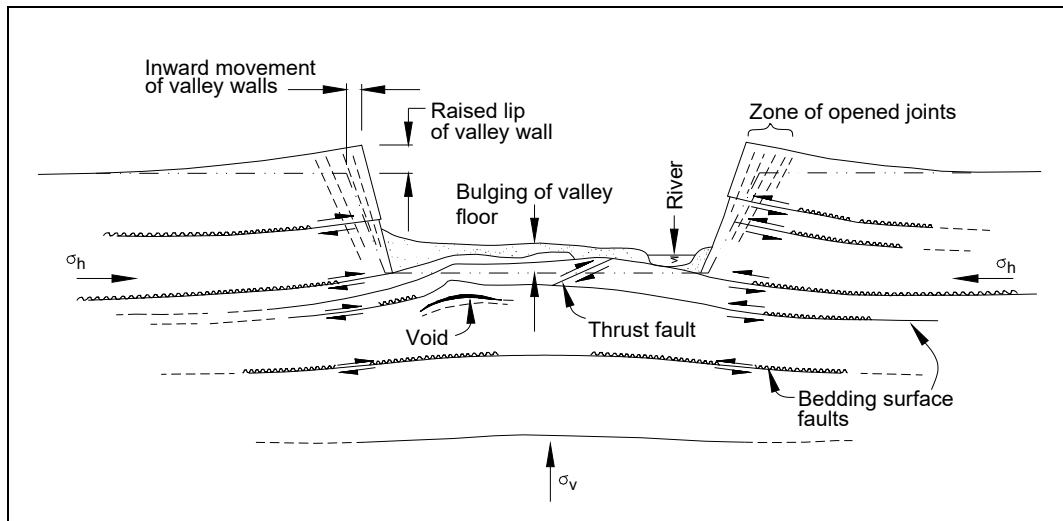 Inward movement
of valley walls
Raised lip
of valley wall
Zone of opened joints
Bulging of valley
floor
River
σh
σh
Void
Thrust fault
Bedding surface
faults
σv